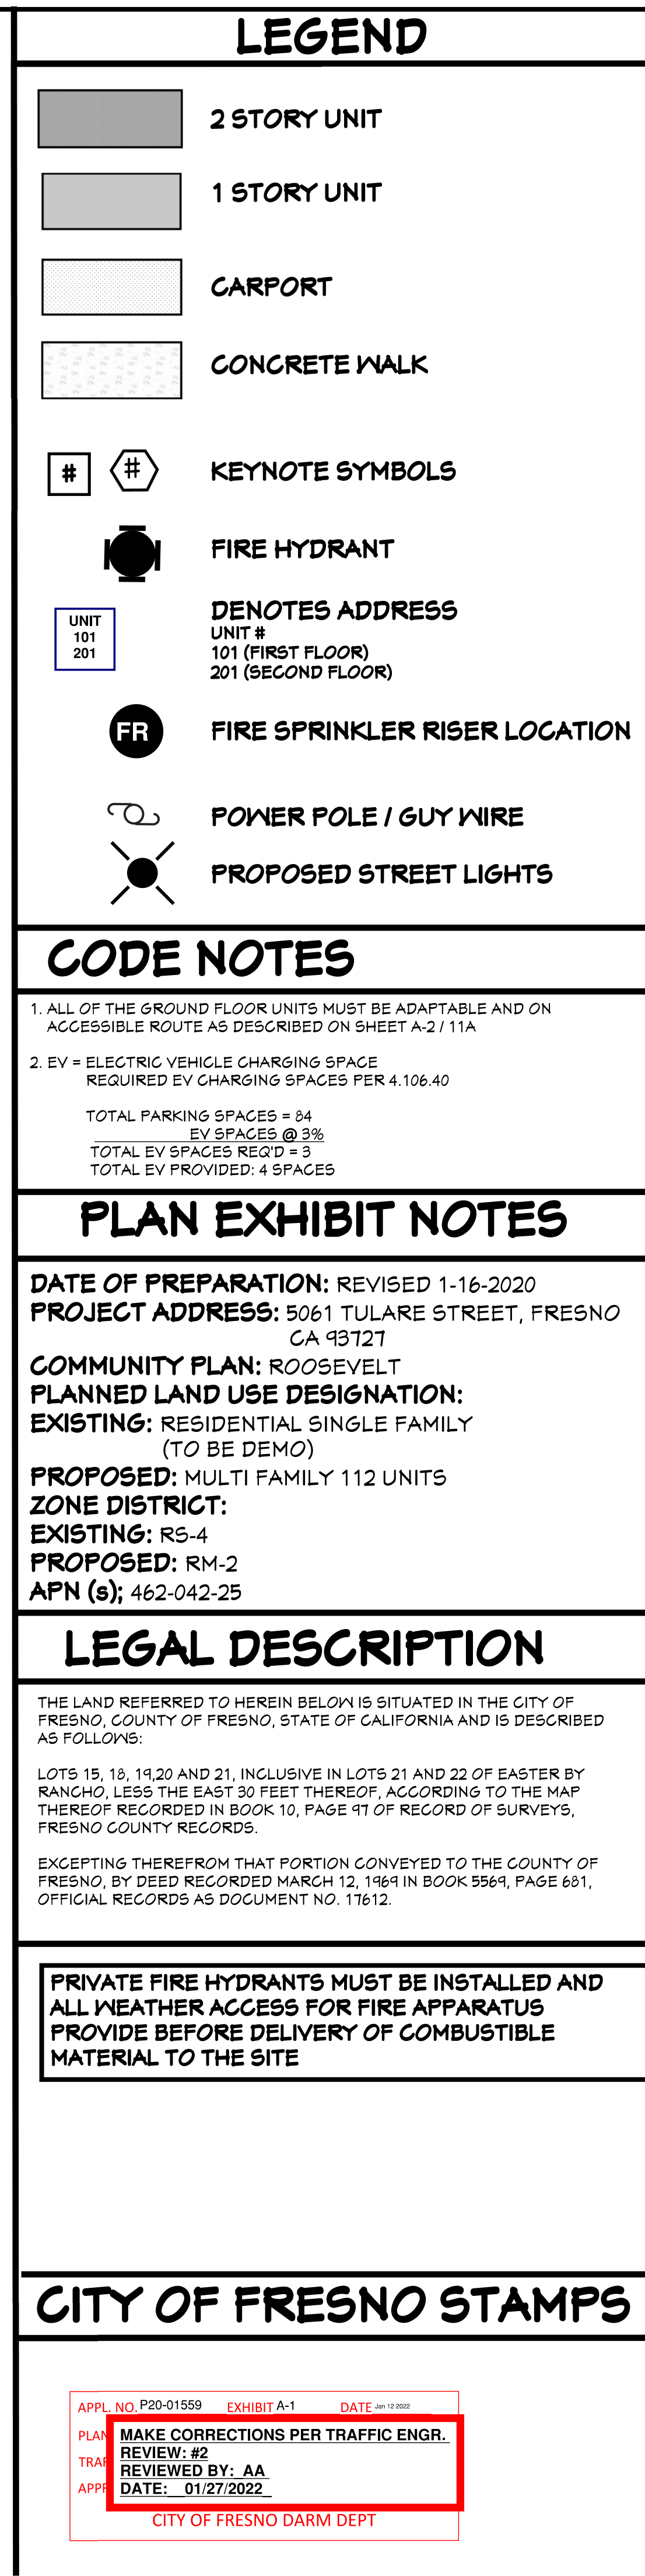 LEGEND
2 STORY UNIT
1 STORY UNIT
CARPORT
CONCRETE WALK
# # KEYNOTE SYMBOLS
FIRE HYDRANT
UNIT
101
201
DENOTES ADDRESS
UNIT #
101 (FIRST FLOOR)
201 (SECOND FLOOR)
FR FIRE SPRINKLER RISER LOCATION
POWER POLE / GUY WIRE
PROPOSED STREET LIGHTS
CODE NOTES
1. ALL OF THE GROUND FLOOR UNITS MUST BE ADAPTABLE AND ON
ACCESSIBLE ROUTE AS DESCRIBED ON SHEET A-2 / 11A
2. EV = ELECTRIC VEHICLE CHARGING SPACE
REQUIRED EV CHARGING SPACES PER 4.106.40
TOTAL PARKING SPACES = 84
EV SPACES @ 3%
TOTAL EV SPACES REQ'D = 3
TOTAL EV PROVIDED: 4 SPACES
PLAN EXHIBIT NOTES
DATE OF PREPARATION: REVISED 1-16-2020
PROJECT ADDRESS: 5061 TULARE STREET, FRESNO
CA 93727
COMMUNITY PLAN: ROOSEVELT
PLANNED LAND USE DESIGNATION:
EXISTING: RESIDENTIAL SINGLE FAMILY
(TO BE DEMO)
PROPOSED: MULTI FAMILY 112 UNITS
ZONE DISTRICT:
EXISTING: RS-4
PROPOSED: RM-2
APN (s); 462-042-25
LEGAL DESCRIPTION
THE LAND REFERRED TO HEREIN BELOW IS SITUATED IN THE CITY OF
FRESNO, COUNTY OF FRESNO, STATE OF CALIFORNIA AND IS DESCRIBED
AS FOLLOWS:
LOTS 15, 18, 19,20 AND 21, INCLUSIVE IN LOTS 21 AND 22 OF EASTER BY
RANCHO, LESS THE EAST 30 FEET THEREOF, ACCORDING TO THE MAP
THEREOF RECORDED IN BOOK 10, PAGE 97 OF RECORD OF SURVEYS,
FRESNO COUNTY RECORDS.
EXCEPTING THEREFROM THAT PORTION CONVEYED TO THE COUNTY OF
FRESNO, BY DEED RECORDED MARCH 12, 1969 IN BOOK 5569, PAGE 681,
OFFICIAL RECORDS AS DOCUMENT NO. 17612.
PRIVATE FIRE HYDRANTS MUST BE INSTALLED AND
ALL WEATHER ACCESS FOR FIRE APPARATUS
PROVIDE BEFORE DELIVERY OF COMBUSTIBLE
MATERIAL TO THE SITE
CITY OF FRESNO STAMPS
APPL. NO. P20-01559 EXHIBIT A-1 DATE Jan 12 2022
PLAN
MAKE CORRECTIONS PER TRAFFIC ENGR.
REVIEW: #2
TRAF
REVIEWED BY: AA
APPR
DATE: 01/27/2022
CITY OF FRESNO DARM DEPT